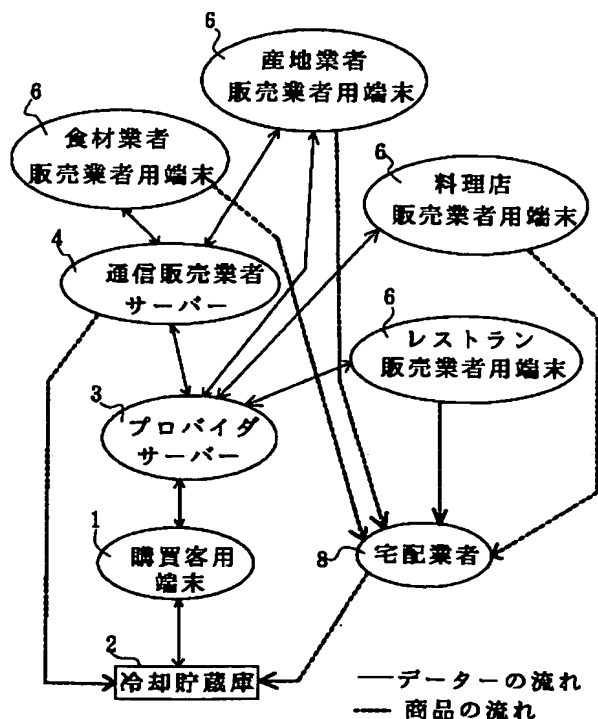 6
産地業者
販売業者用端末
6
食材業者
販売業者用端末
6
料理店
販売業者用端末
4
通信販売業者
サーバー
6
レストラン
販売業者用端末
3
プロバイダ
サーバー
1
購買客用
端末
8
宅配業者
2
冷却貯蔵庫
データーの流れ
商品の流れ